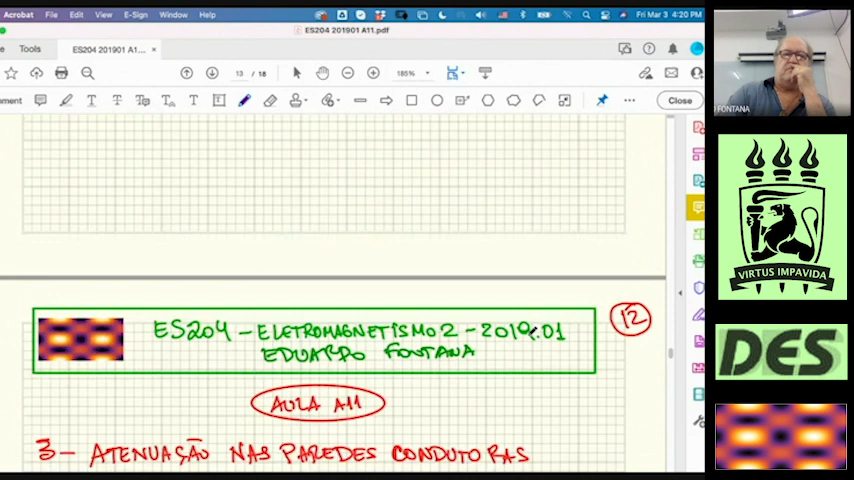 Acrobat File Edit View E-Sign Window Help Fri Mar 3 4:20 PM
ES204 201901 A11.pdf
Tools ES204 201901 A1... ×
13 / 18 185%
Close
FONTANA
VIRTUS IMPAVIDA
DES
ES204 - ELETROMAGNETISMO 2 - 2019.01
EDUARDO FONTANA
12
AULA A11
3 - ATENUAÇÃO NAS PAREDES CONDUTORAS